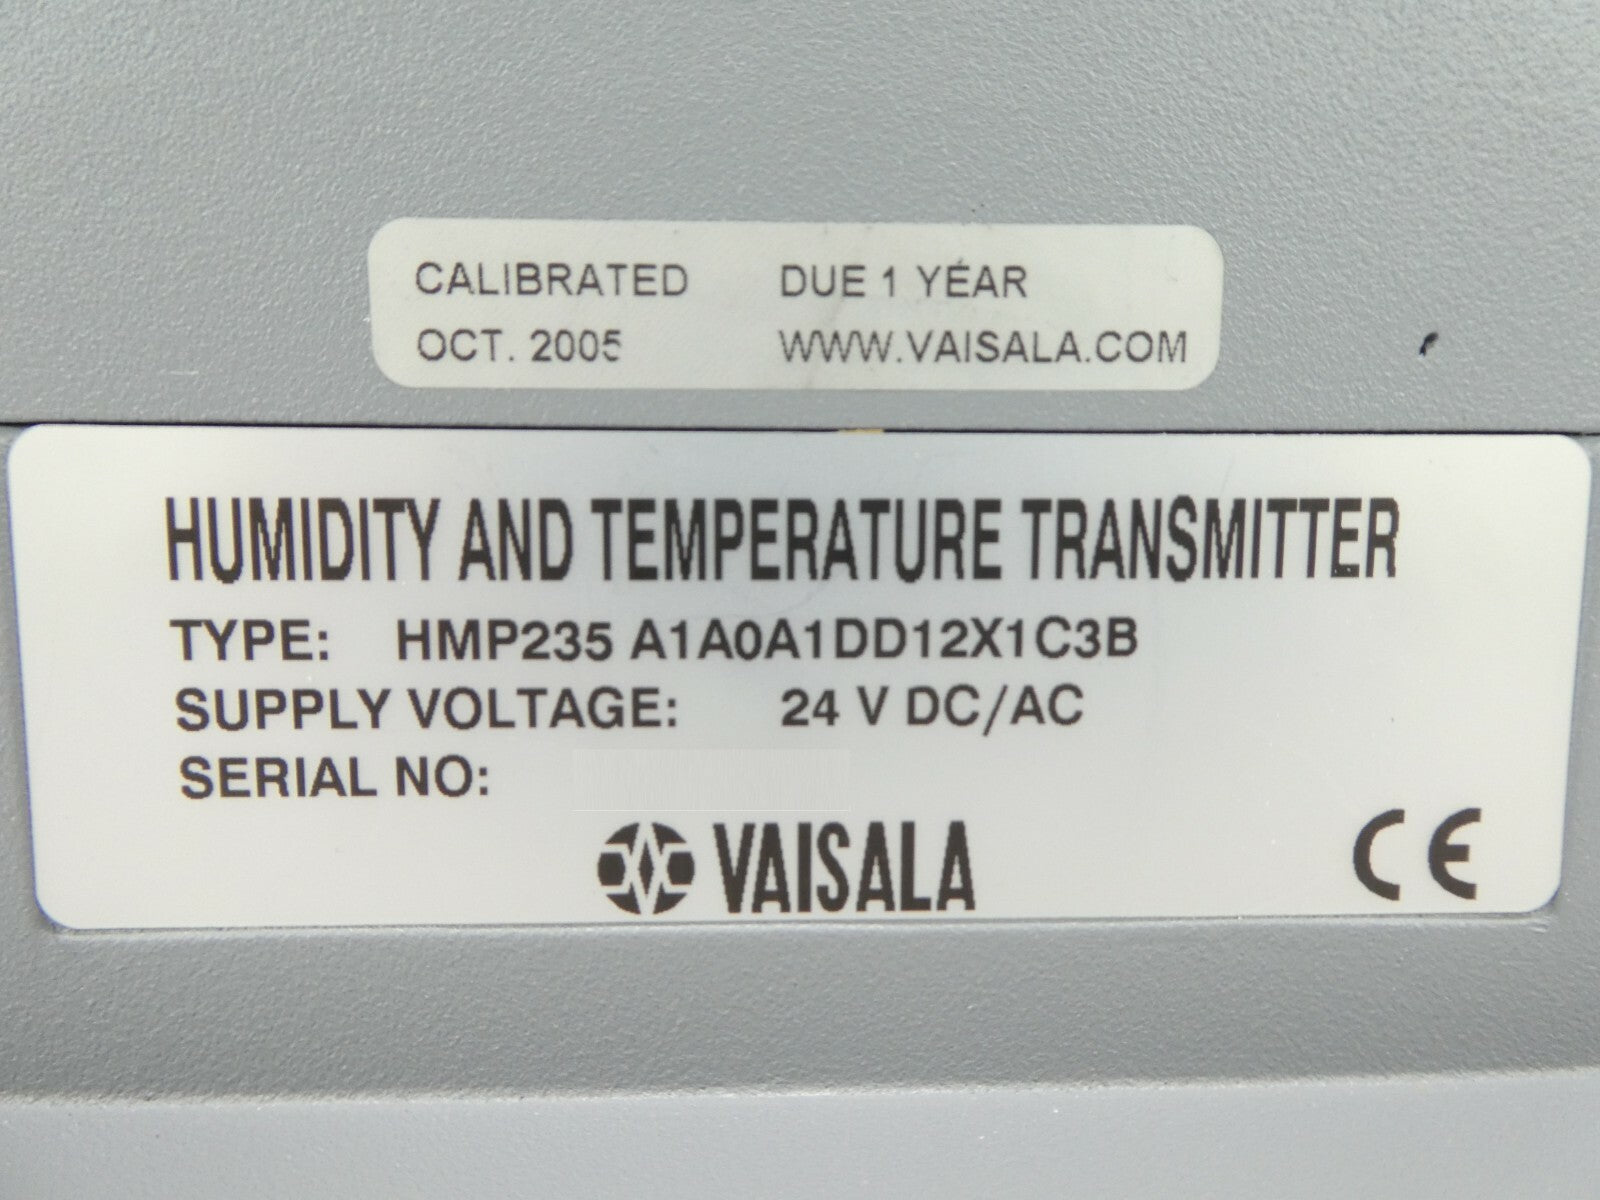 CALIBRATED DUE 1 YEAR
OCT. 2005 WWW.VAISALA.COM
HUMIDITY AND TEMPERATURE TRANSMITTER
TYPE: HMP235 A1A0A1DD12X1C3B
SUPPLY VOLTAGE: 24 V DC/AC
SERIAL NO:
VAISALA CE